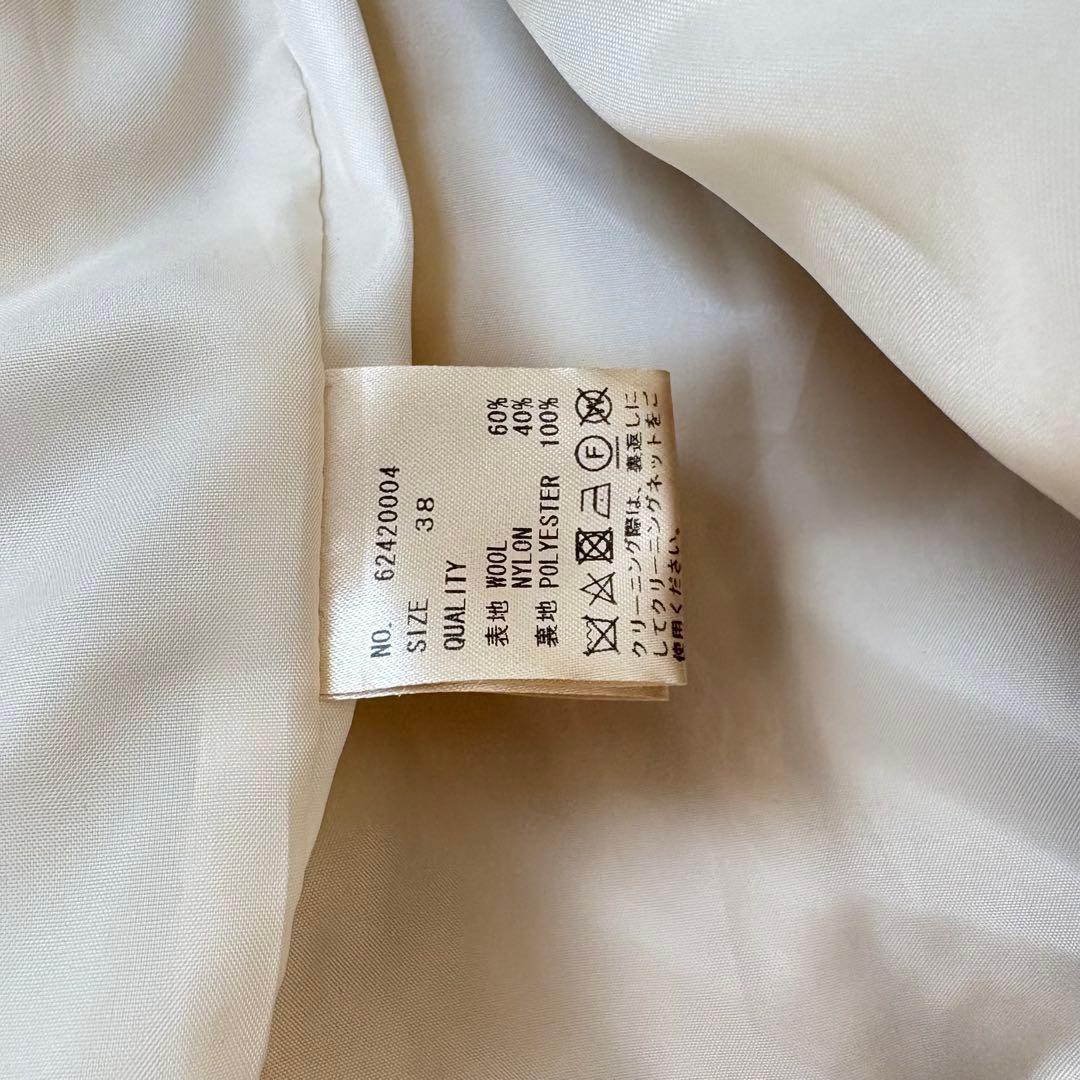 NO. 62420004
SIZE 38
QUALITY
表地 WOOL 60%
NYLON 40%
裏地 POLYESTER 100%
F W
クリーニング際は、裏返しに
してクリーニングネットをご
使用ください。